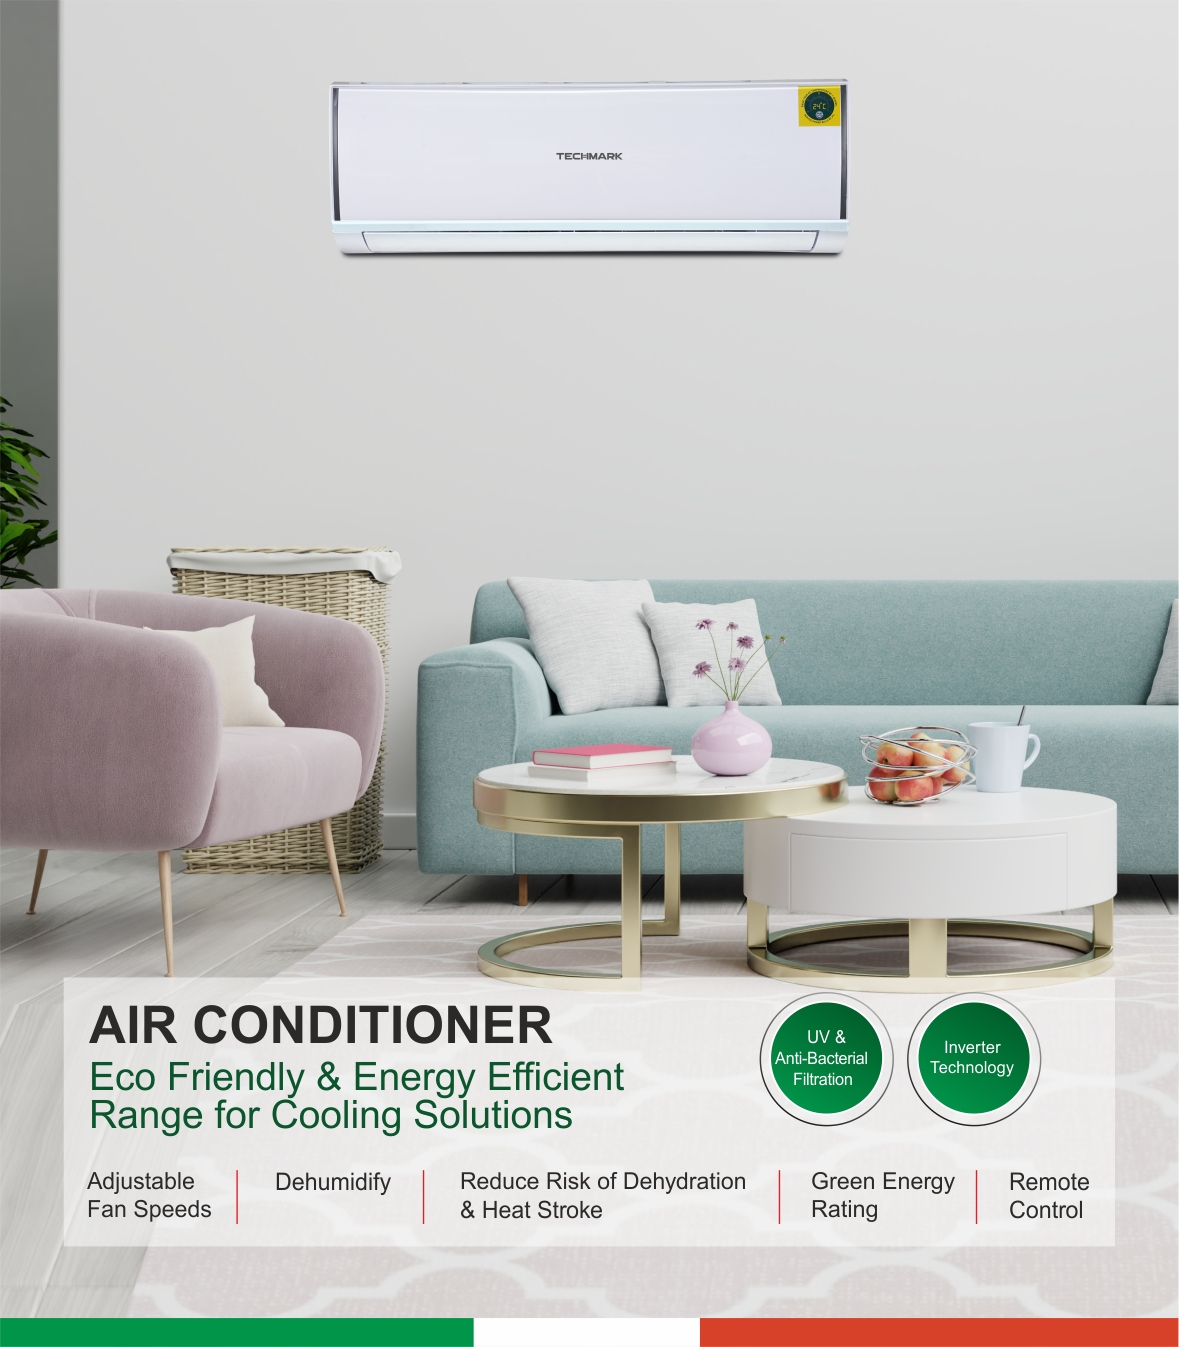 TECHMARK
24°C
AIR CONDITIONER
Eco Friendly & Energy Efficient
Range for Cooling Solutions
UV &
Anti-Bacterial
Filtration
Inverter
Technology
Adjustable
Fan Speeds
Dehumidify
Reduce Risk of Dehydration
& Heat Stroke
Green Energy
Rating
Remote
Control